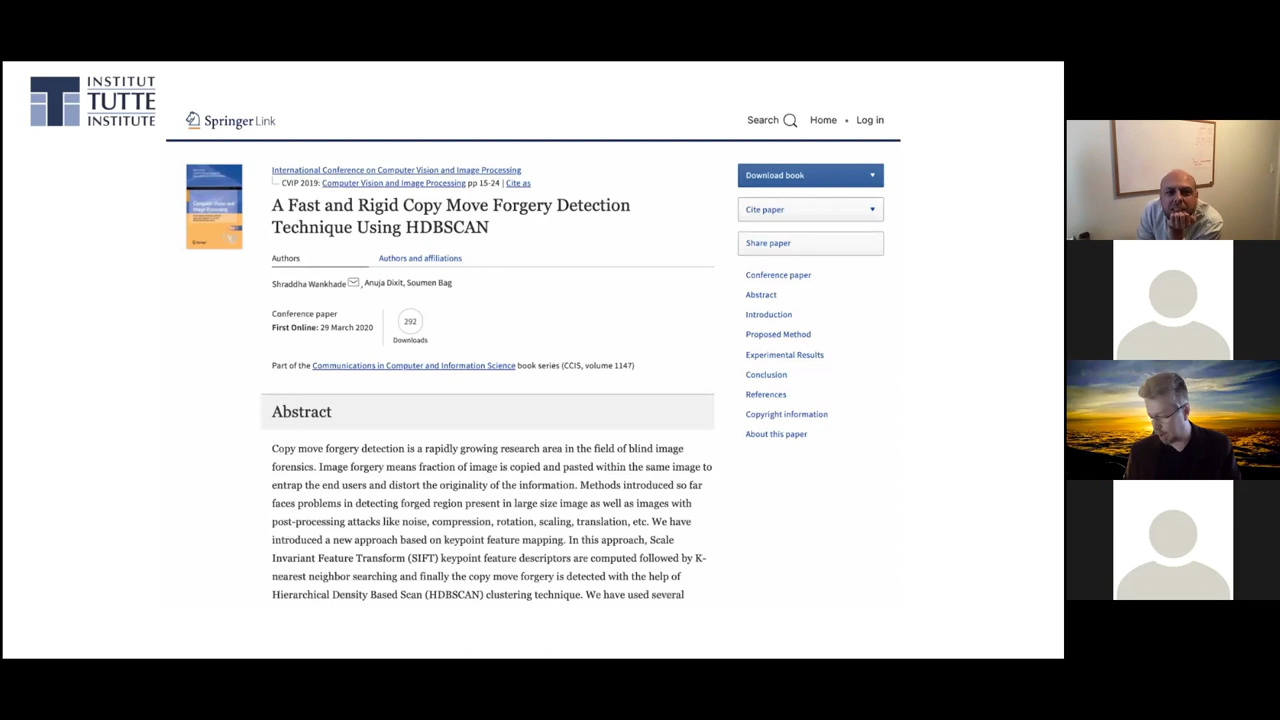 INSTITUT
TUTTE
INSTITUTE
Springer Link
Search
Home • Log in
International Conference on Computer Vision and Image Processing
CVIP 2019: Computer Vision and Image Processing pp 15-24 | Cite as
A Fast and Rigid Copy Move Forgery Detection
Technique Using HDBSCAN
Authors
Authors and affiliations
Shraddha Wankhade , Anuja Dixit, Soumen Bag
Conference paper
First Online: 29 March 2020
292
Downloads
Part of the Communications in Computer and Information Science book series (CCIS, volume 1147)
Abstract
Copy move forgery detection is a rapidly growing research area in the field of blind image
forensics. Image forgery means fraction of image is copied and pasted within the same image to
entrap the end users and distort the originality of the information. Methods introduced so far
faces problems in detecting forged region present in large size image as well as images with
post-processing attacks like noise, compression, rotation, scaling, translation, etc. We have
introduced a new approach based on keypoint feature mapping. In this approach, Scale
Invariant Feature Transform (SIFT) keypoint feature descriptors are computed followed by K-
nearest neighbor searching and finally the copy move forgery is detected with the help of
Hierarchical Density Based Scan (HDBSCAN) clustering technique. We have used several
Download book
Cite paper
Share paper
Conference paper
Abstract
Introduction
Proposed Method
Experimental Results
Conclusion
References
Copyright information
About this paper